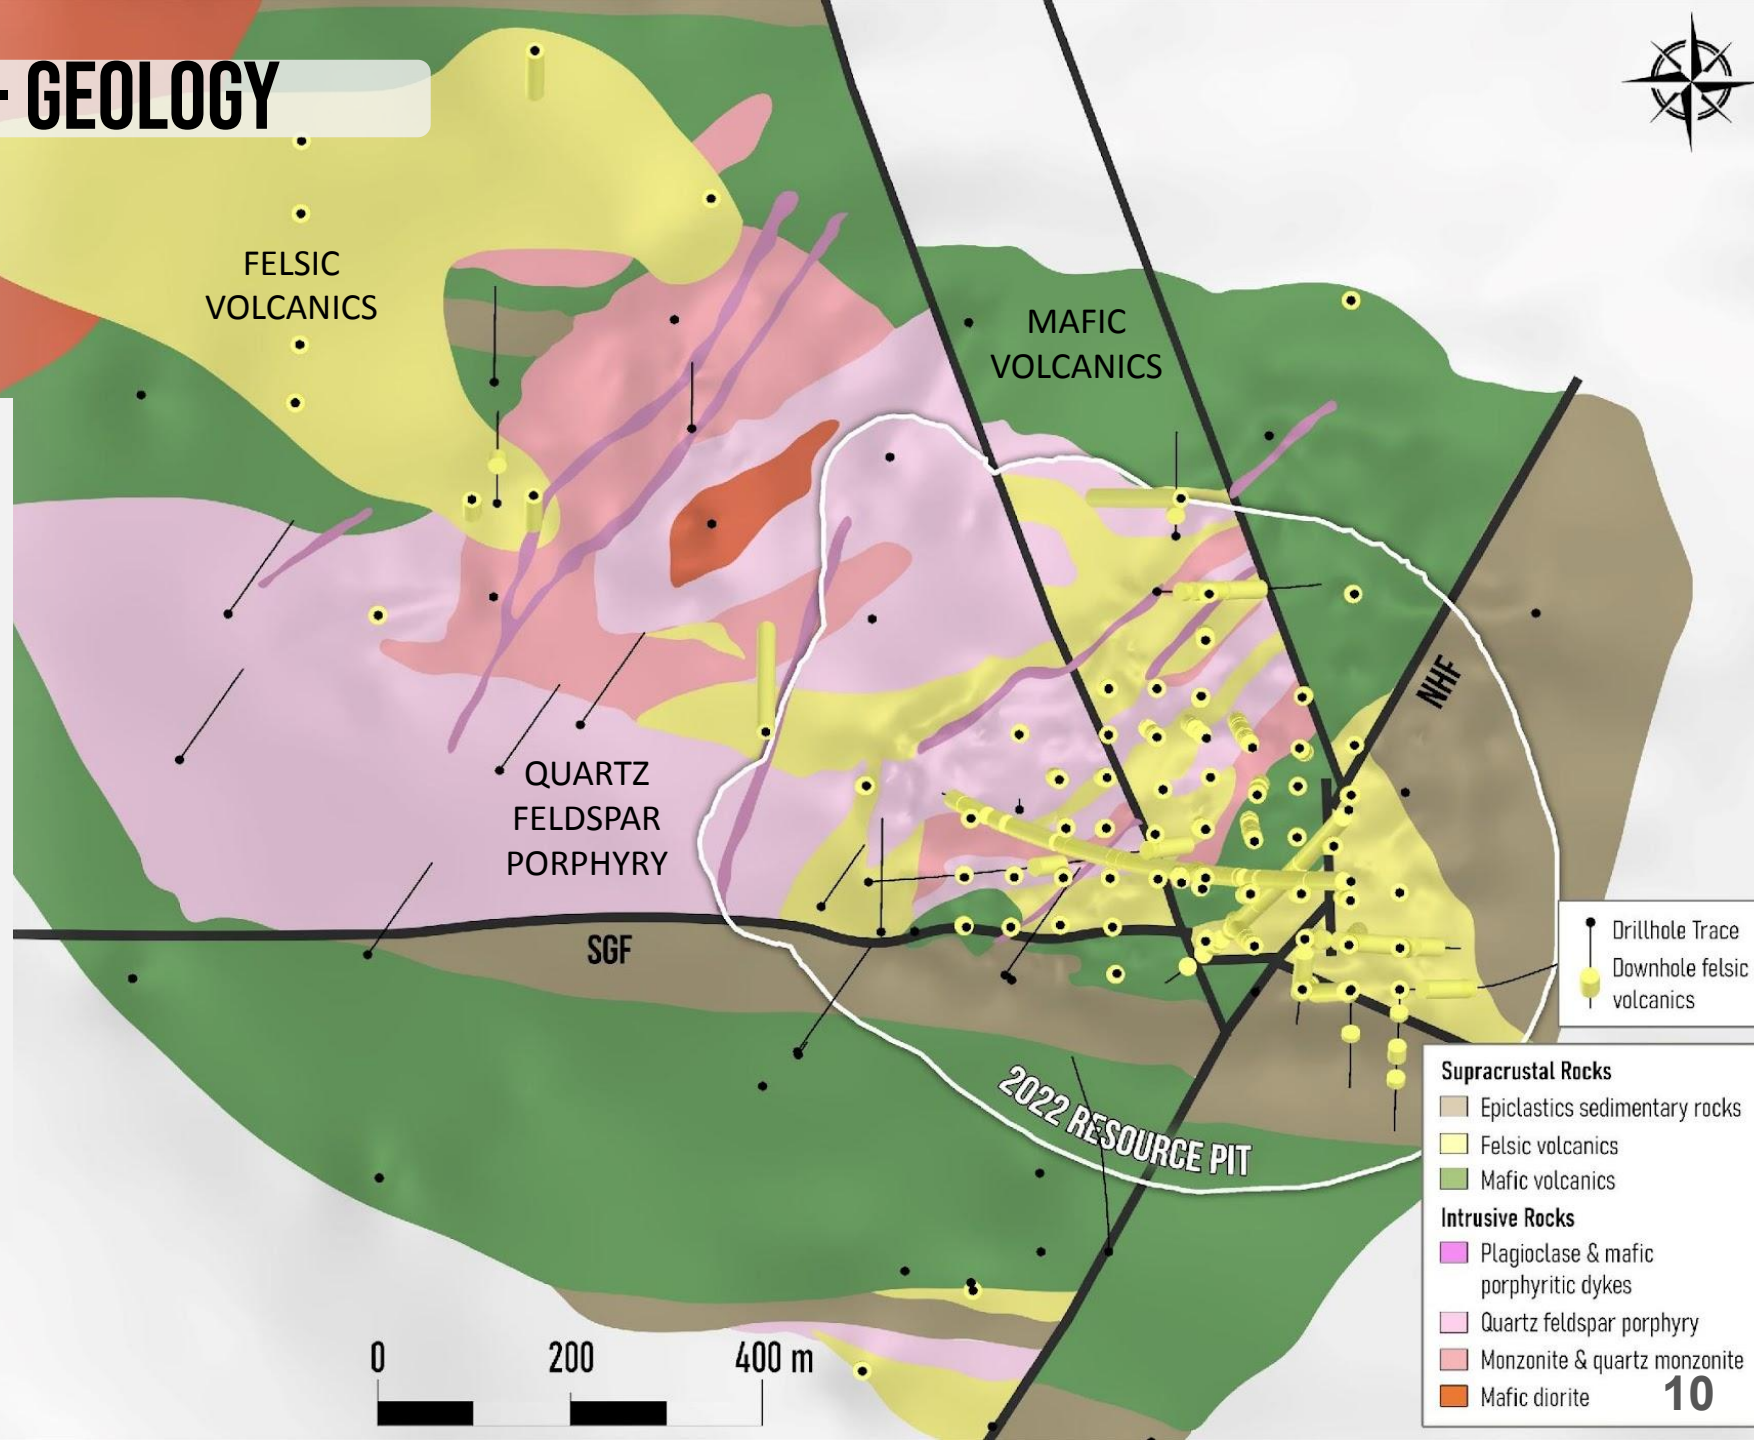 - GEOLOGY
FELSIC
VOLCANICS
MAFIC
VOLCANICS
NHF
QUARTZ
FELDSPAR
PORPHYRY
SGF
Drillhole Trace
Downhole felsic
volcanics
2022 RESOURCE PIT
Supracrustal Rocks
Epiclastics sedimentary rocks
Felsic volcanics
Mafic volcanics
Intrusive Rocks
Plagioclase & mafic
porphyritic dykes
Quartz feldspar porphyry
Monzonite & quartz monzonite
Mafic diorite
0 200 400 m
10